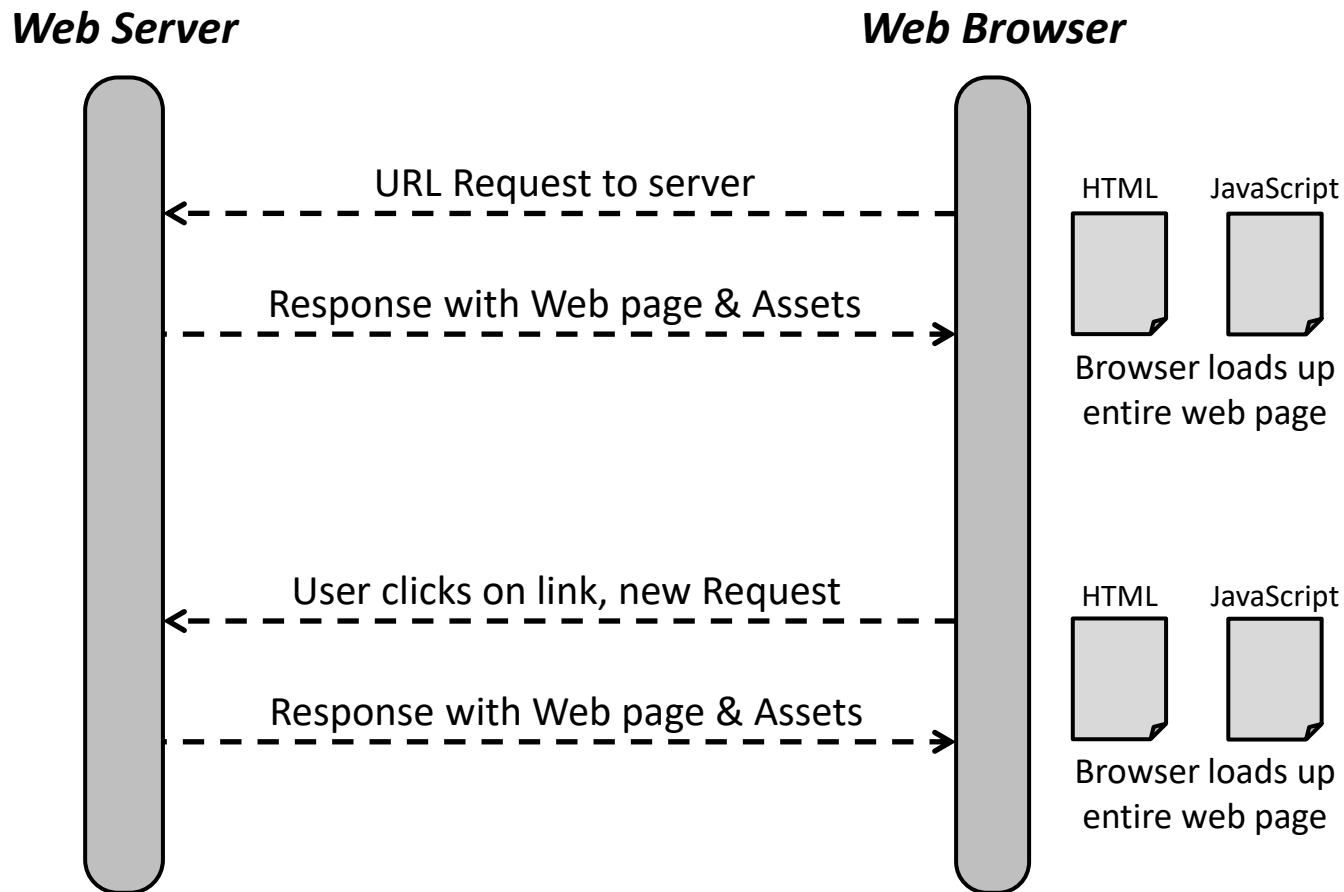 Web Server
Web Browser
URL Request to server
HTML
JavaScript
Response with Web page & Assets
Browser loads up
entire web page
User clicks on link, new Request
HTML
JavaScript
Response with Web page & Assets
Browser loads up
entire web page